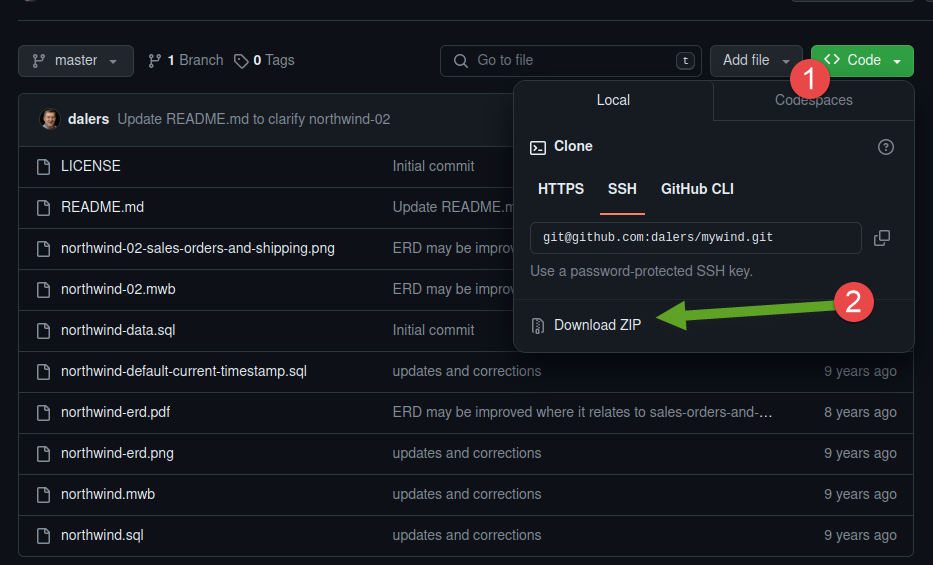 master 1 Branch 0 Tags Go to file t Add file Code
1
Local Codespaces
dalers Update README.md to clarify northwind-02
Clone
LICENSE Initial commit
HTTPS SSH GitHub CLI
README.md Update README.m
git@github.com:dalers/mywind.git
northwind-02-sales-orders-and-shipping.png ERD may be improv
Use a password-protected SSH key.
northwind-02.mwb ERD may be improv
2
Download ZIP
northwind-data.sql Initial commit
northwind-default-current-timestamp.sql updates and corrections 9 years ago
northwind-erd.pdf ERD may be improved where it relates to sales-orders-and-... 8 years ago
northwind-erd.png updates and corrections 9 years ago
northwind.mwb updates and corrections 9 years ago
northwind.sql updates and corrections 9 years ago